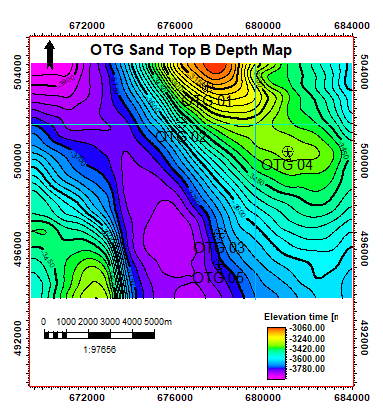 672000 676000 680000 684000
OTG Sand Top B Depth Map
504000 504000
OTG 01
OTG 02
500000 500000
OTG 04
496000 496000
OTG 03
OTG 05
492000 492000
0 1000 2000 3000 4000 5000m
1:97656
Elevation time [m
-3060.00
-3240.00
-3420.00
-3600.00
-3780.00
672000 676000 680000 684000